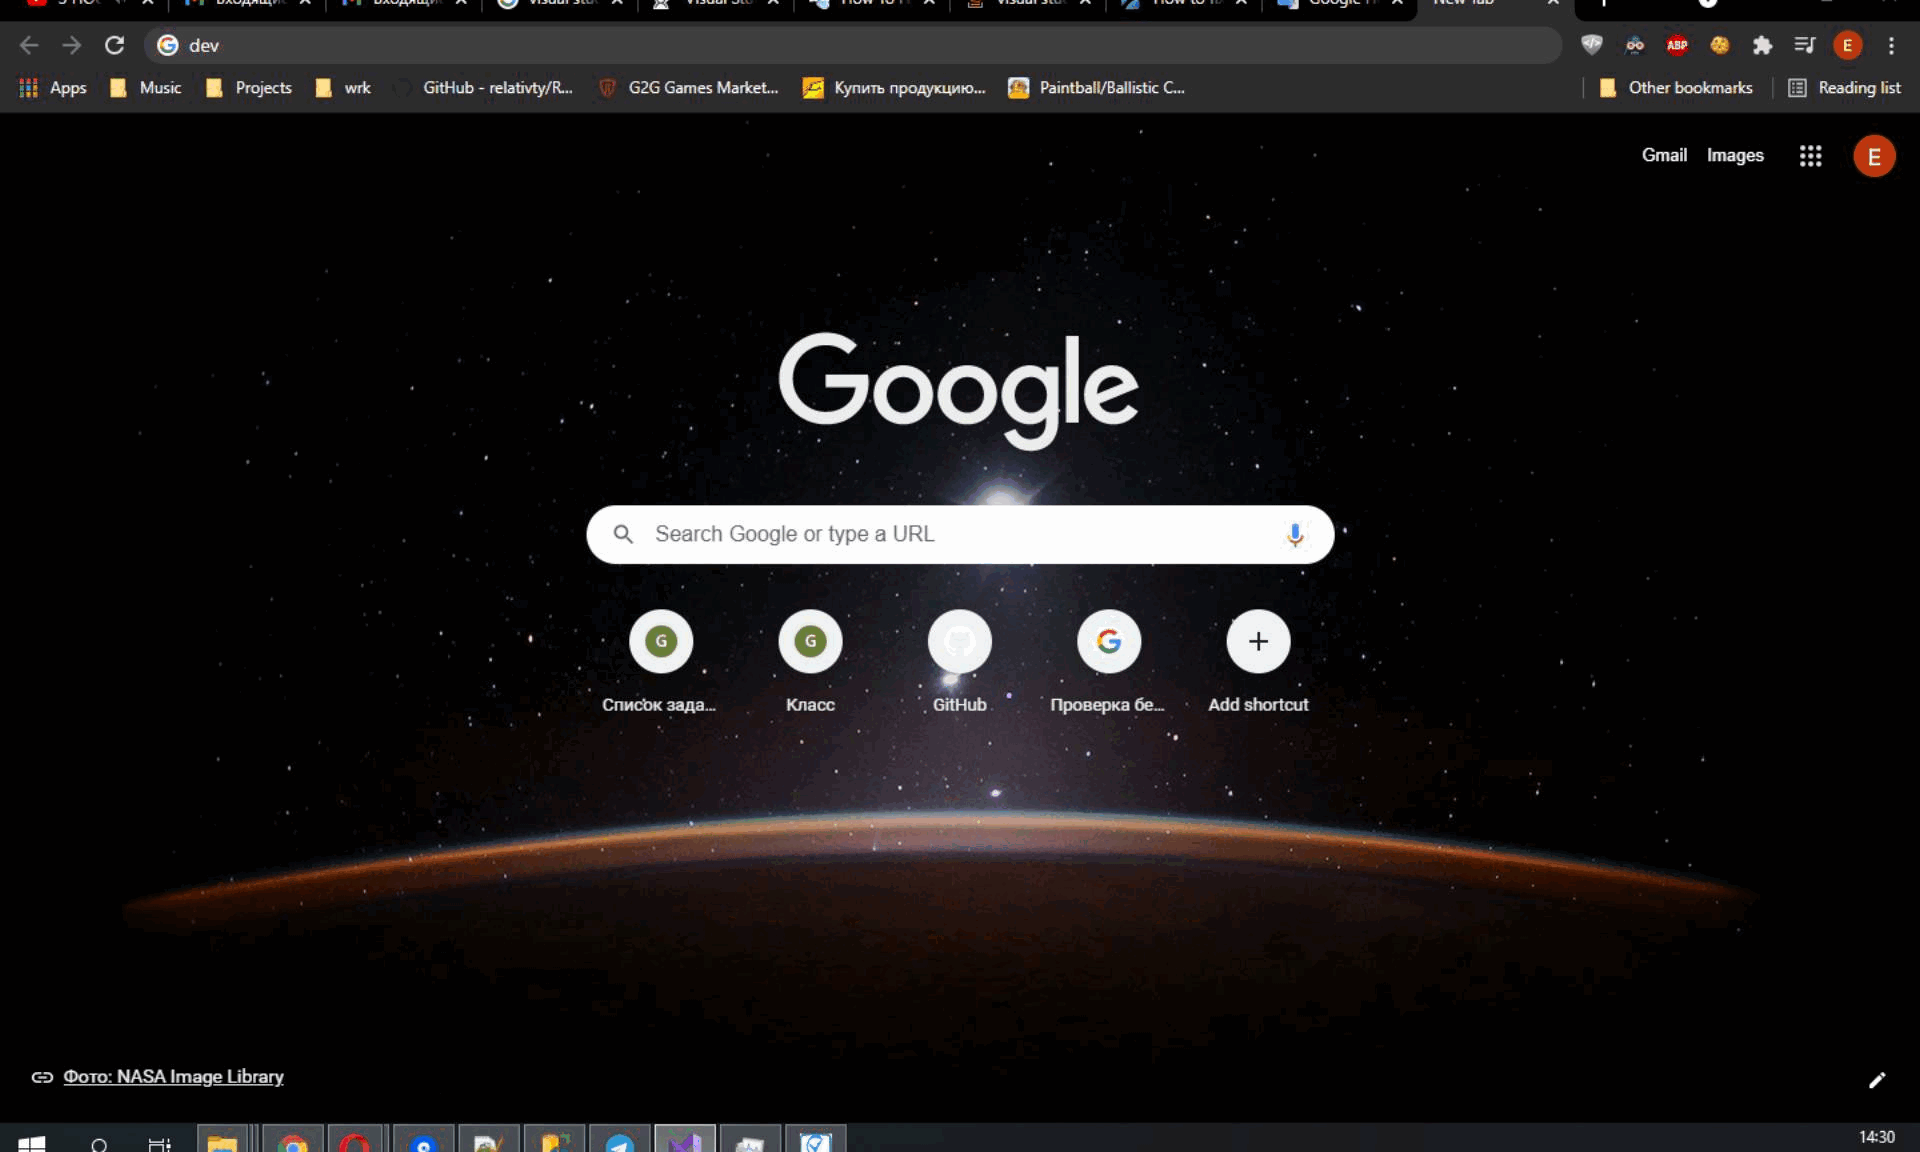 dev
ABP
E
Apps Music Projects wrk GitHub - relativty/R... G2G Games Market... Купить продукцию... Paintball/Ballistic C... Other bookmarks Reading list
Gmail Images E
Google
Search Google or type a URL
G G
Список зада... Класс GitHub Проверка бе... Add shortcut
Фото: NASA Image Library
14:30